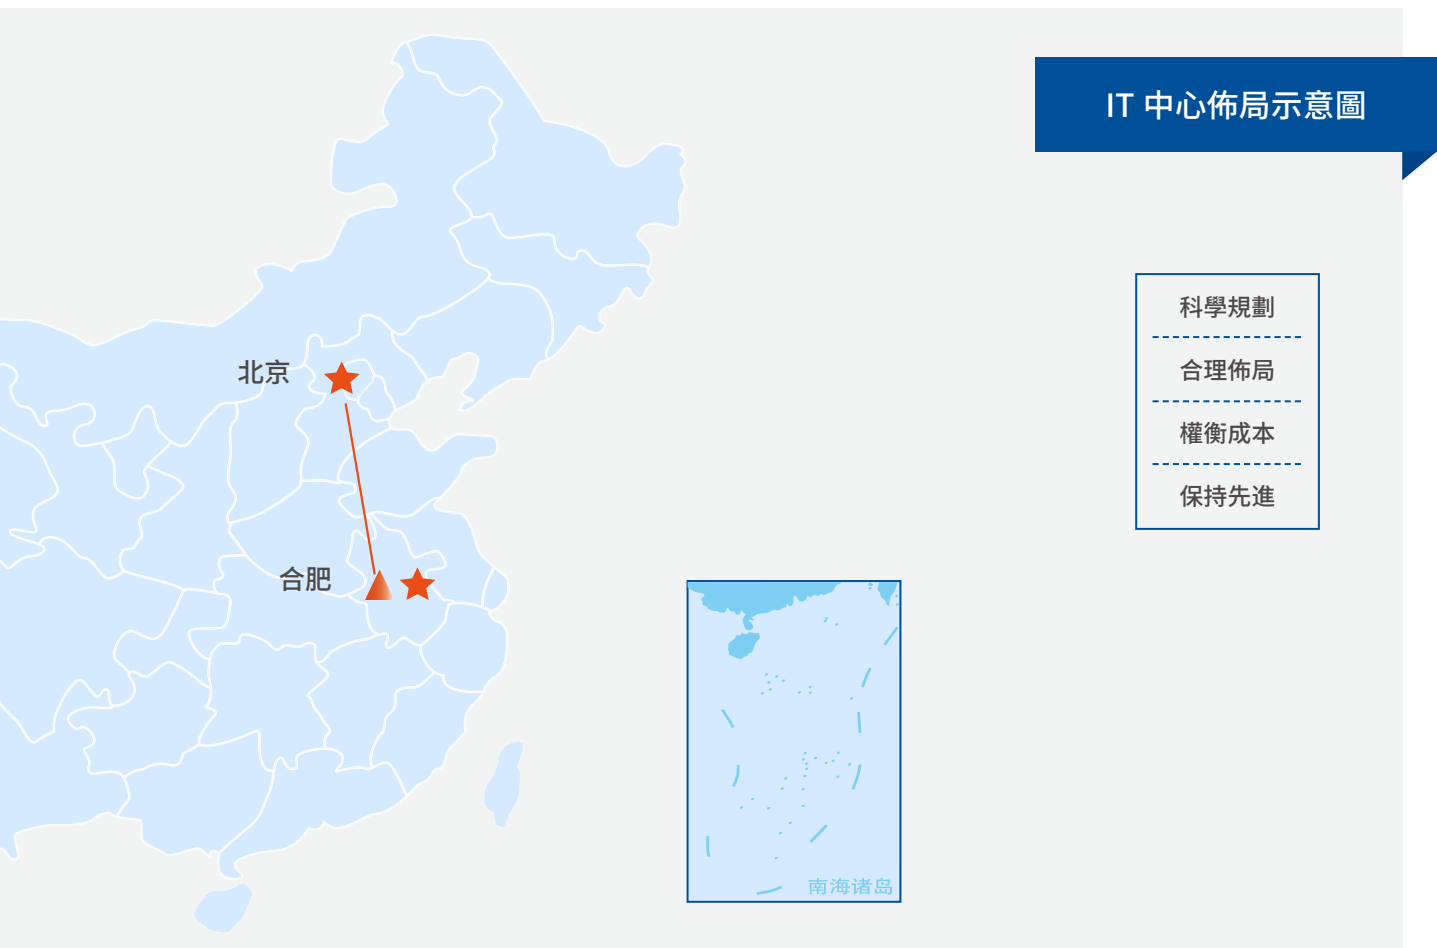 IT 中心佈局示意圖
科學規劃
合理佈局
權衡成本
保持先進
北京
合肥
南海诸岛